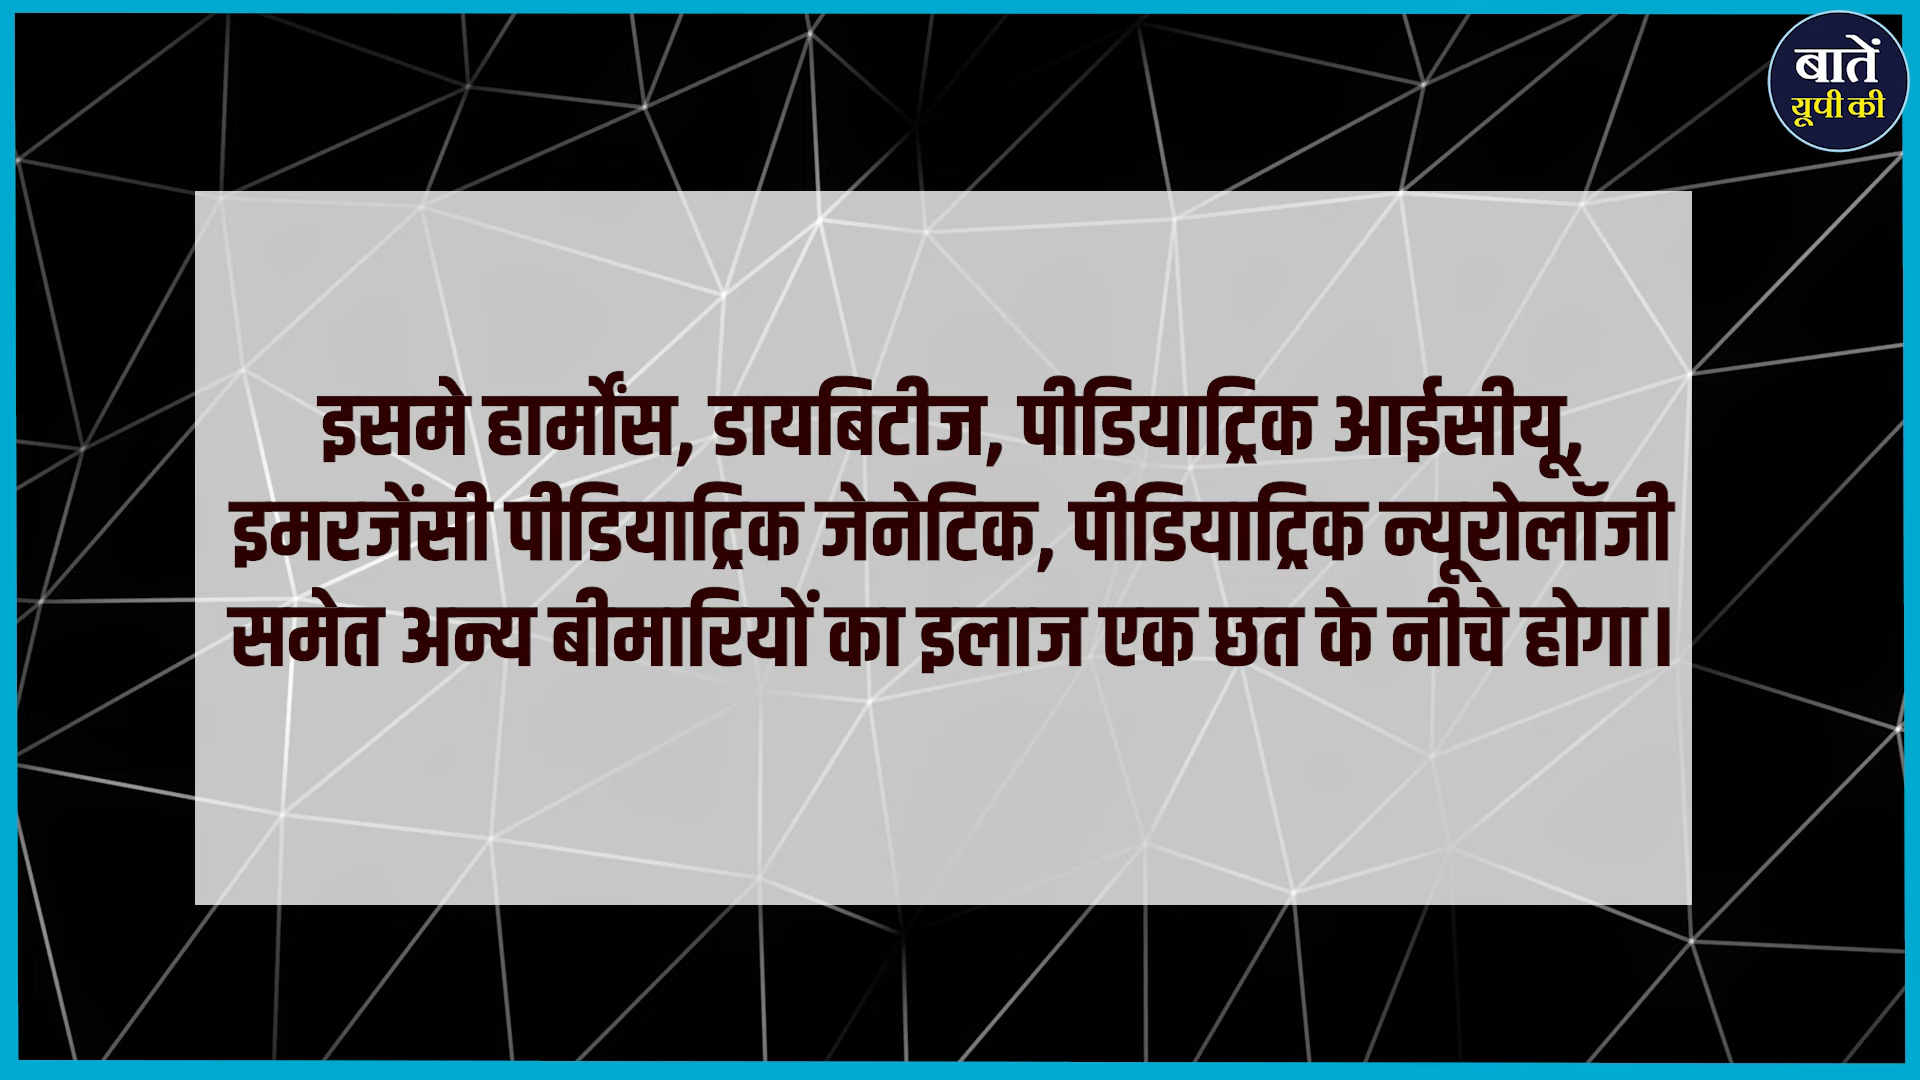 बातें
यूपी की
इसमे हार्मोंस, डायबिटीज, पीडियाट्रिक आईसीयू,
इमरजेंसी पीडियाट्रिक जेनेटिक, पीडियाट्रिक न्यूरोलॉजी
समेत अन्य बीमारियों का इलाज एक छत के नीचे होगा।